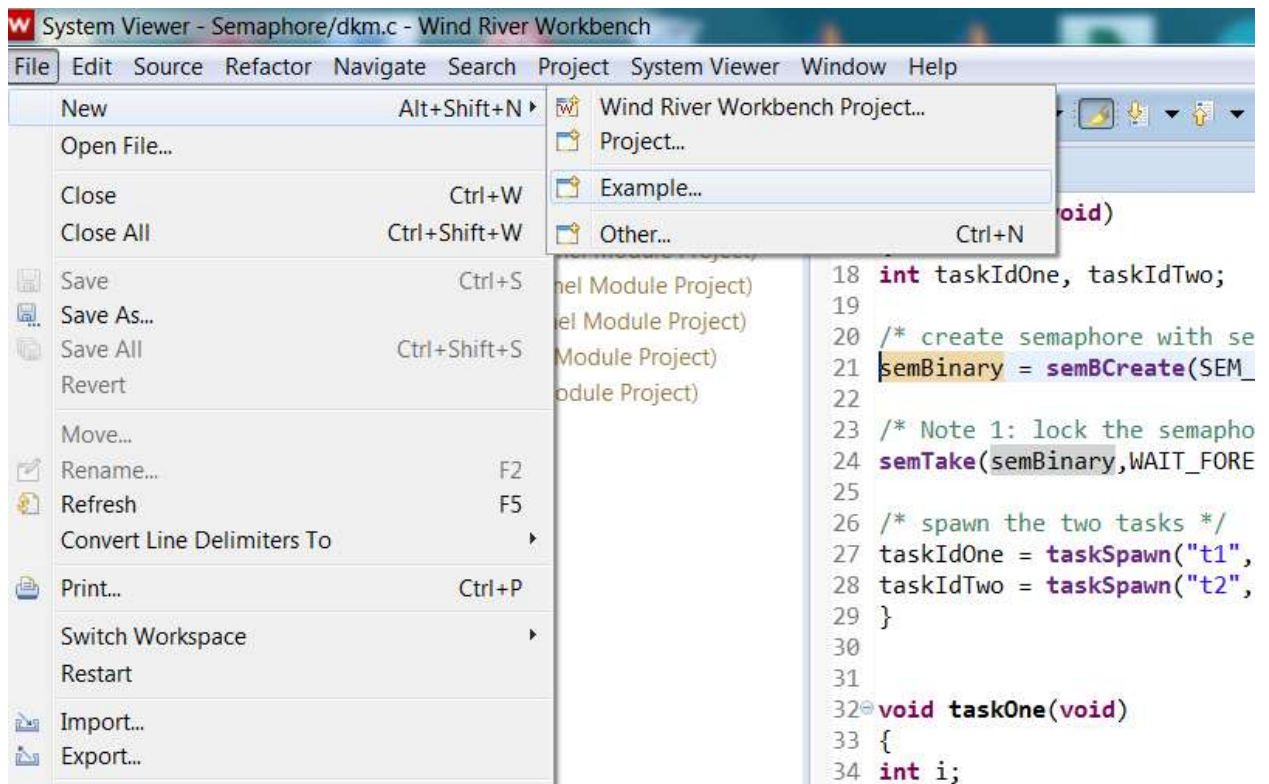 System Viewer - Semaphore/dkm.c - Wind River Workbench
File Edit Source Refactor Navigate Search Project System Viewer Window Help
New Alt+Shift+N
Open File...
Close Ctrl+W
Close All Ctrl+Shift+W
Save Ctrl+S
Save As...
Save All Ctrl+Shift+S
Revert
Move...
Rename... F2
Refresh F5
Convert Line Delimiters To
Print... Ctrl+P
Switch Workspace
Restart
Import...
Export...
Wind River Workbench Project...
Project...
Example...
Other... Ctrl+N
nel Module Project)
el Module Project)
Module Project)
odule Project)
oid)
18 int taskIdOne, taskIdTwo;
19
20 /* create semaphore with se
21 semBinary = semBCreate(SEM_
22
23 /* Note 1: lock the semapho
24 semTake(semBinary,WAIT_FORE
25
26 /* spawn the two tasks */
27 taskIdOne = taskSpawn("t1",
28 taskIdTwo = taskSpawn("t2",
29 }
30
31
32 void taskOne(void)
33 {
34 int i;